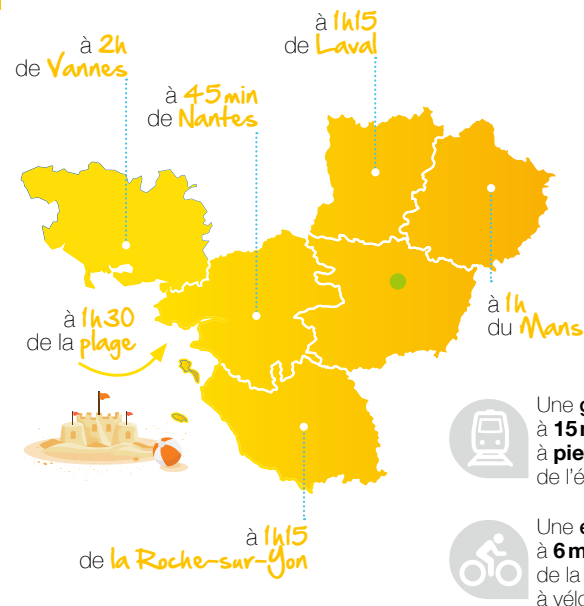 à 1h15
de Laval
à 2h
de Vannes
à 45 min
de Nantes
à 1h30
de la plage
à 1h
du Mans
à 1h15
de la Roche-sur-Yon
Une
à 15
à
de
Une
à 6
de la
à vélo